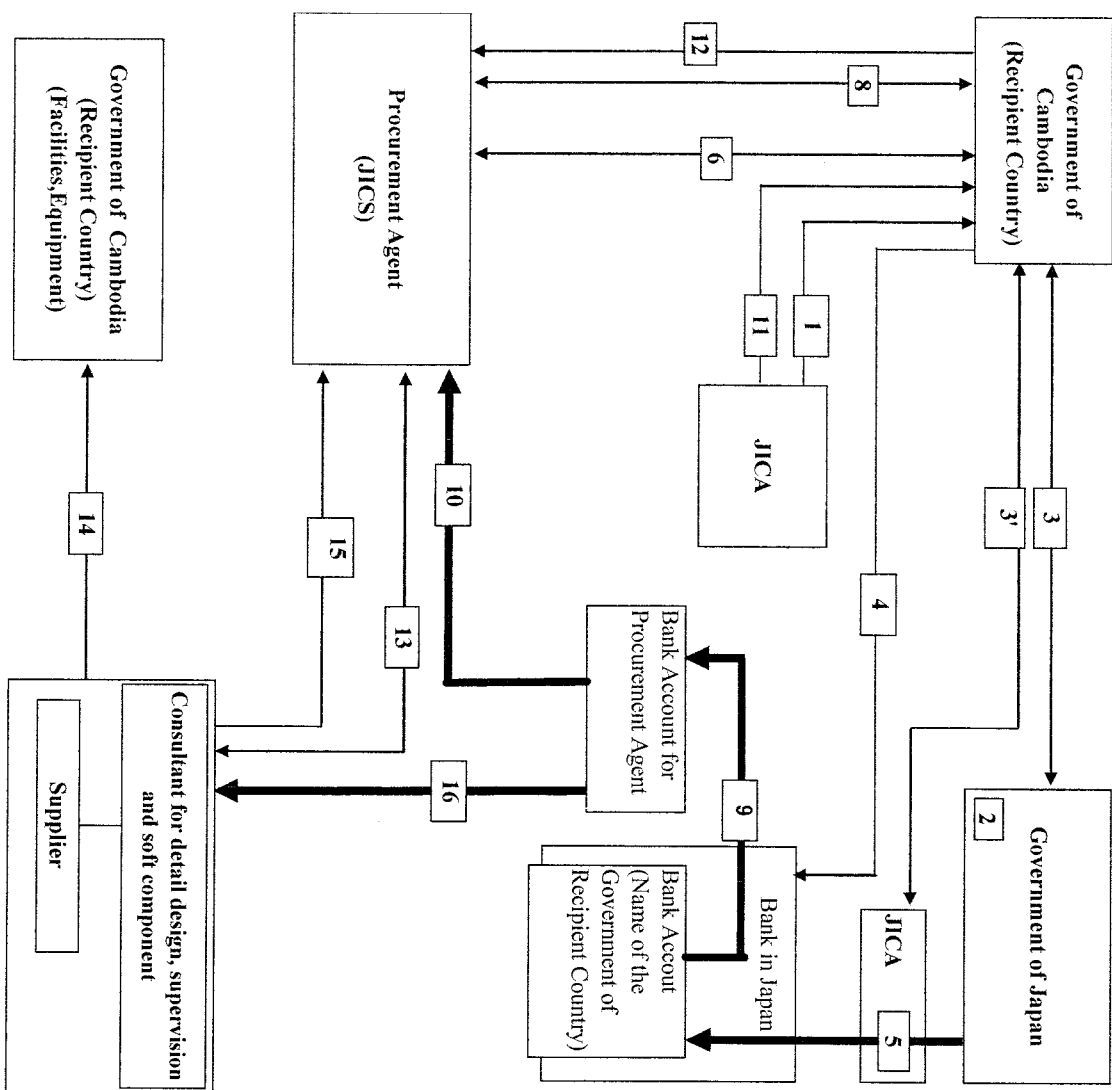 Government of
Cambodia
(Recipient Country)
3
3'
Government of Japan
2
JICA
5
4
1
11
JICA
12
8
6
Bank in Japan
Bank Accout
(Name of the
Government of
Recipient Country)
9
Bank Account for
Procurement Agent
Procurement Agent
(JICS)
10
16
13
15
Government of Cambodia
(Recipient Country)
(Facilities,Equipment)
14
Consultant for detail design, supervision
and soft component
Supplier